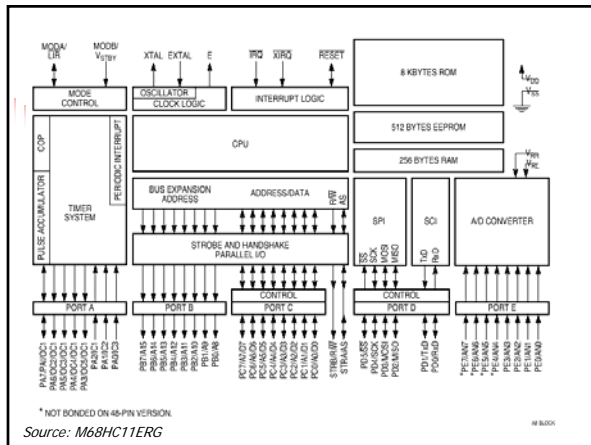 MODA/ LIR
MODB/ VSTBY
XTAL
EXTAL
E
IRQ
XIRQ
RESET
MODE CONTROL
OSCILLATOR
CLOCK LOGIC
INTERRUPT LOGIC
8 KBYTES ROM
VDD
VSS
512 BYTES EEPROM
256 BYTES RAM
VRH
VRL
CPU
COP
PULSE ACCUMULATOR
TIMER SYSTEM
PERIODIC INTERRUPT
BUS EXPANSION ADDRESS
ADDRESS/DATA
R/W
AS
STROBE AND HANDSHAKE PARALLEL I/O
SPI
SS
SCK
MOSI
MISO
SCI
TxD
RxD
A/D CONVERTER
PORT A
PORT B
CONTROL
PORT C
CONTROL
PORT D
PORT E
PA7/PAI/OC1
PA6/OC2/OC1
PA5/OC3/OC1
PA4/OC4/OC1
PA3/OC5/OC1
PA2/IC1
PA1/IC2
PA0/IC3
PB7/A15
PB6/A14
PB5/A13
PB4/A12
PB3/A11
PB2/A10
PB1/A9
PB0/A8
PC7/A7/D7
PC6/A6/D6
PC5/A5/D5
PC4/A4/D4
PC3/A3/D3
PC2/A2/D2
PC1/A1/D1
PC0/A0/D0
STRB/R/W
STRA/AS
PD5/SS
PD4/SCK
PD3/MOSI
PD2/MISO
PD1/TxD
PD0/RxD
*PE7/AN7
*PE6/AN6
*PE5/AN5
*PE4/AN4
PE3/AN3
PE2/AN2
PE1/AN1
PE0/AN0
* NOT BONDED ON 48-PIN VERSION.
A8 BLOCK
Source: M68HC11ERG